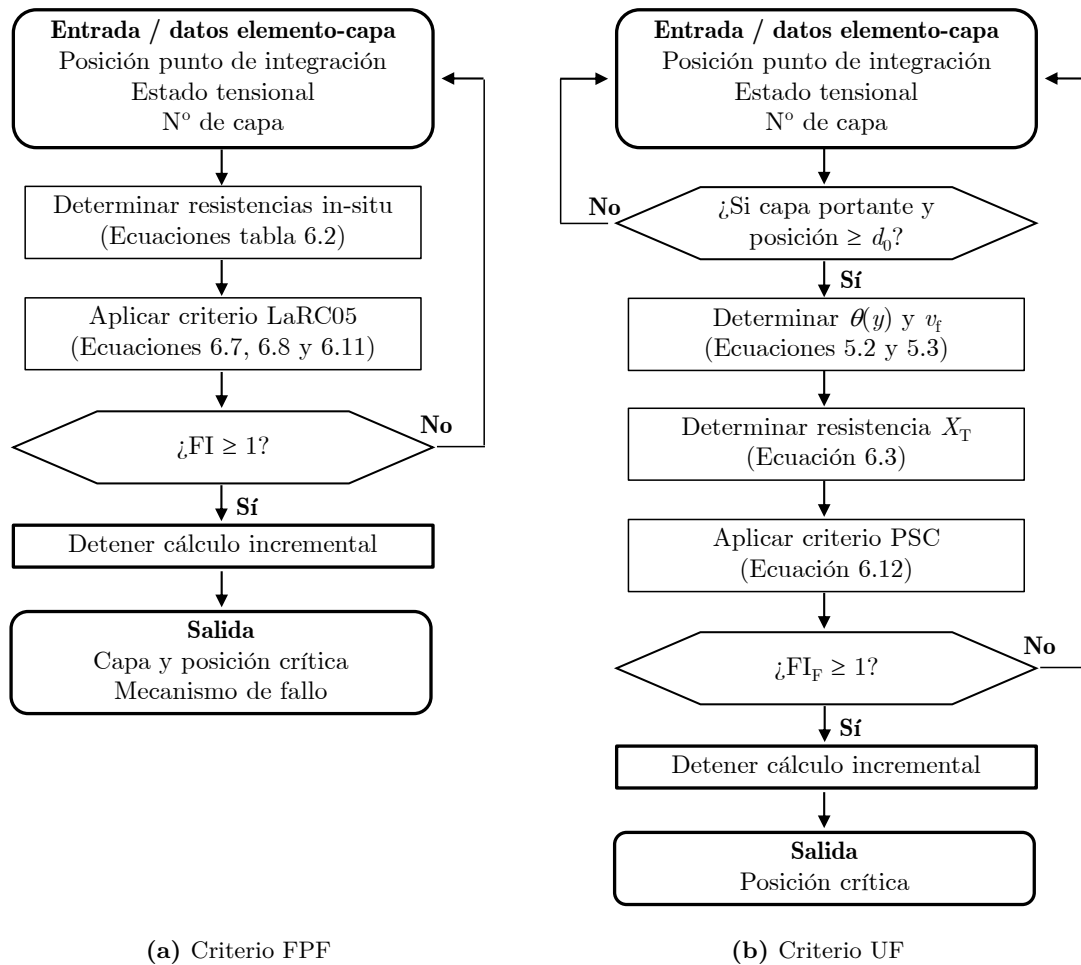 Entrada / datos elemento-capa
Posición punto de integración
Estado tensional
Nº de capa
Determinar resistencias in-situ
(Ecuaciones tabla 6.2)
Aplicar criterio LaRC05
(Ecuaciones 6.7, 6.8 y 6.11)
¿FI ≥ 1?
No
Sí
Detener cálculo incremental
Salida
Capa y posición crítica
Mecanismo de fallo
(a) Criterio FPF
Entrada / datos elemento-capa
Posición punto de integración
Estado tensional
Nº de capa
No
¿Si capa portante y
posición ≥ d₀?
Sí
Determinar θ(y) y v_f
(Ecuaciones 5.2 y 5.3)
Determinar resistencia X_T
(Ecuación 6.3)
Aplicar criterio PSC
(Ecuación 6.12)
¿FI_F ≥ 1?
No
Sí
Detener cálculo incremental
Salida
Posición crítica
(b) Criterio UF